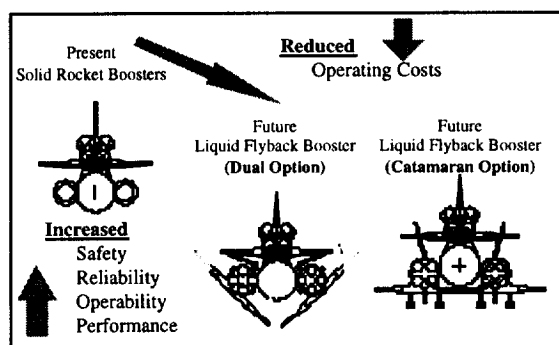 Present
Solid Rocket Boosters
Reduced
Operating Costs
Future
Liquid Flyback Booster
(Dual Option)
Future
Liquid Flyback Booster
(Catamaran Option)
Increased
Safety
Reliability
Operability
Performance